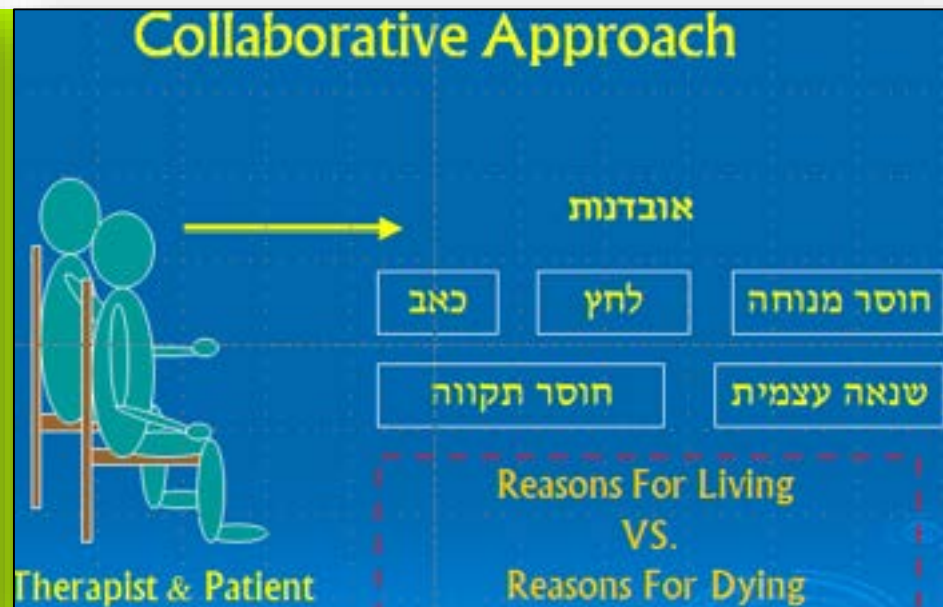 Collaborative Approach
אובדנות
חוסר מנוחה
לחץ
כאב
שנאה עצמית
חוסר תקווה
Reasons For Living
VS.
Reasons For Dying
Therapist & Patient